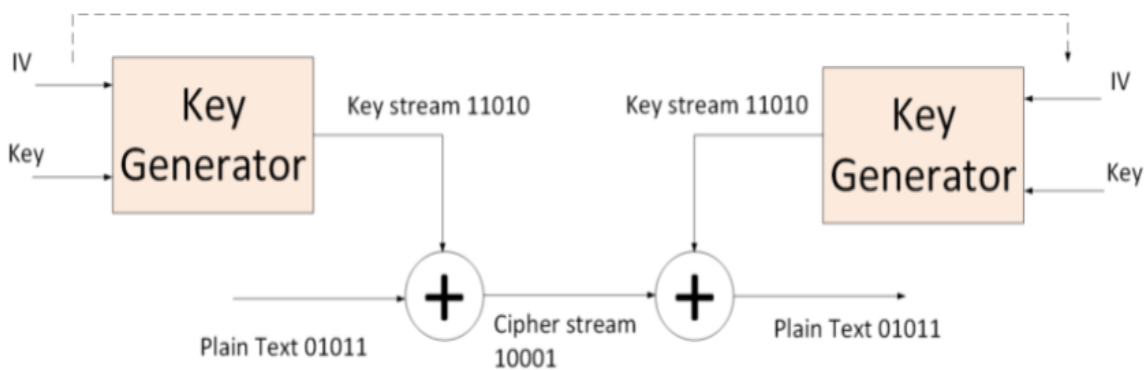 IV
Key
Generator
Key
Key stream 11010
Key stream 11010
Key
Generator
IV
Key
Plain Text 01011
Cipher stream
10001
Plain Text 01011